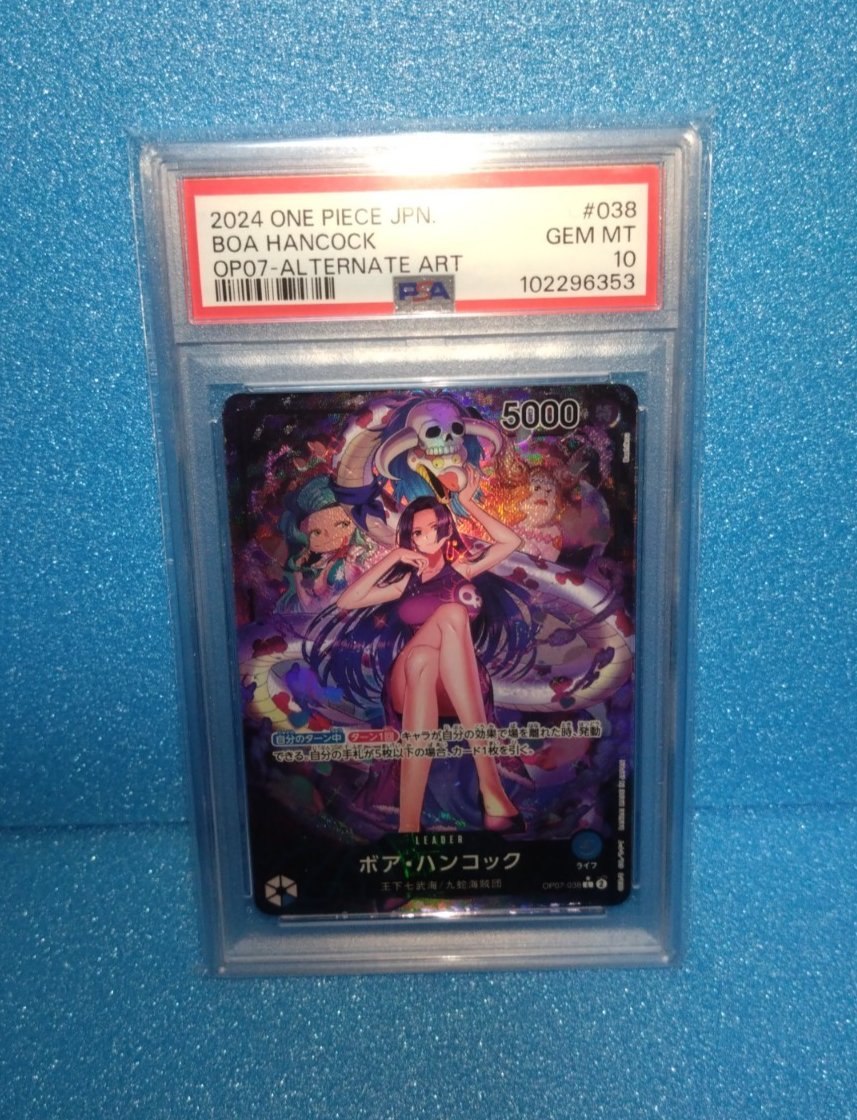 2024 ONE PIECE JPN. #038
BOA HANCOCK GEM MT
OP07-ALTERNATE ART 10
PSA 102296353
5000
自分のターン中 ターン1回 キャラが自分の効果で場を離れた時、発動
できる。自分の手札が5枚以下の場合、カード1枚を引く。
LEADER
ボア・ハンコック
ライフ
王下七武海/九蛇海賊団
OP07-038 L 2